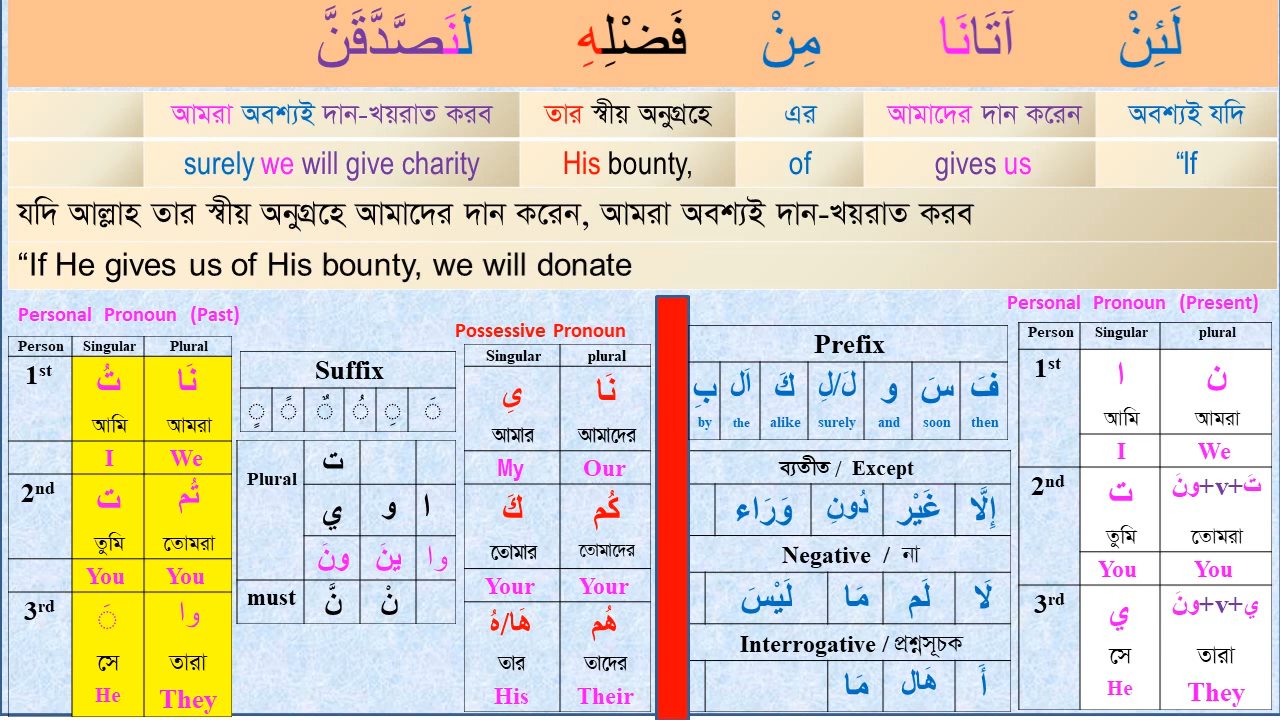 لَئِنْ آتَانَا مِنْ فَضْلِهِ لَنَصَّدَّقَنَّ
আমরা অবশ্যই দান-খয়রাত করব তার স্বীয় অনুগ্রহে এর আমাদের দান করেন অবশ্যই যদি
surely we will give charity His bounty, of gives us “If
যদি আল্লাহ তার স্বীয় অনুগ্রহে আমাদের দান করেন, আমরা অবশ্যই দান-খয়রাত করব
“If He gives us of His bounty, we will donate
Personal Pronoun (Past)
Person Singular Plural
1st تُ نَا
আমি আমরা
I We
2nd ت تُم
তুমি তোমরা
You You
3rd َ وا
সে তারা
He They
Suffix
ٍ ً ٌ ُ ِ َ
Plural ت
ي و ا
ونَ ينَ وا
must نَّ نْ
Possessive Pronoun
Singular plural
يِ نَا
আমার আমাদের
My Our
كَ كُم
তোমার তোমাদের
Your Your
هَا/هُ هُم
তার তাদের
His Their
Prefix
بِ اَل كَ لَ/لِ و سَ فَ
by the alike surely and soon then
ব্যতীত / Except
وَرَاء دُونِ غَيْر إِلَّا
Negative / না
لَيْسَ مَا لَم لَا
Interrogative / প্রশ্নসূচক
مَا هَال أَ
Personal Pronoun (Present)
Person Singular plural
1st ا ن
আমি আমরা
I We
2nd ت تَ+v+ونَ
তুমি তোমরা
You You
3rd ي ي+v+ونَ
সে তারা
He They